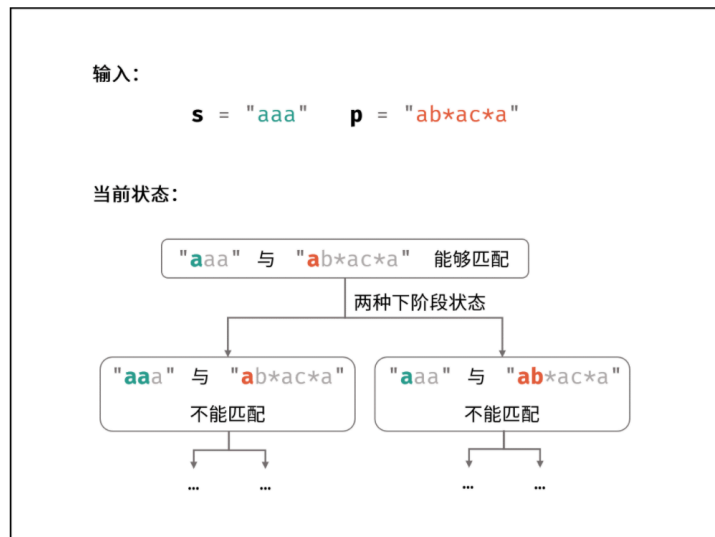 输入：
s = "aaa" p = "ab*ac*a"
当前状态：
"aaa" 与 "ab*ac*a" 能够匹配
两种下阶段状态
"aaa" 与 "ab*ac*a"
不能匹配
"aaa" 与 "ab*ac*a"
不能匹配
... ...
... ...